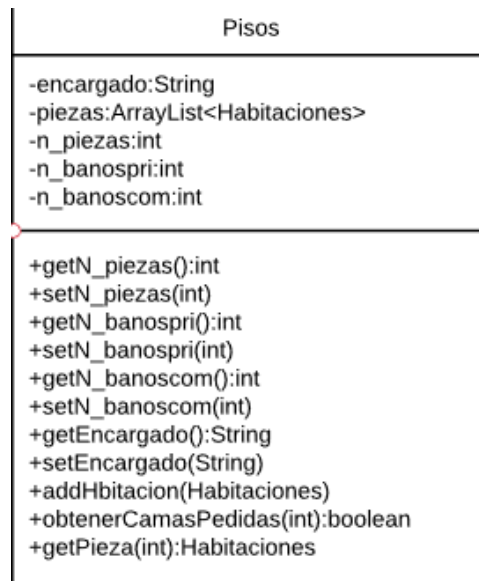 Pisos
-encargado:String
-piezas:ArrayList<Habitaciones>
-n_piezas:int
-n_banospri:int
-n_banoscom:int
+getN_piezas():int
+setN_piezas(int)
+getN_banospri():int
+setN_banospri(int)
+getN_banoscom():int
+setN_banoscom(int)
+getEncargado():String
+setEncargado(String)
+addHbitacion(Habitaciones)
+obtenerCamasPedidas(int):boolean
+getPieza(int):Habitaciones